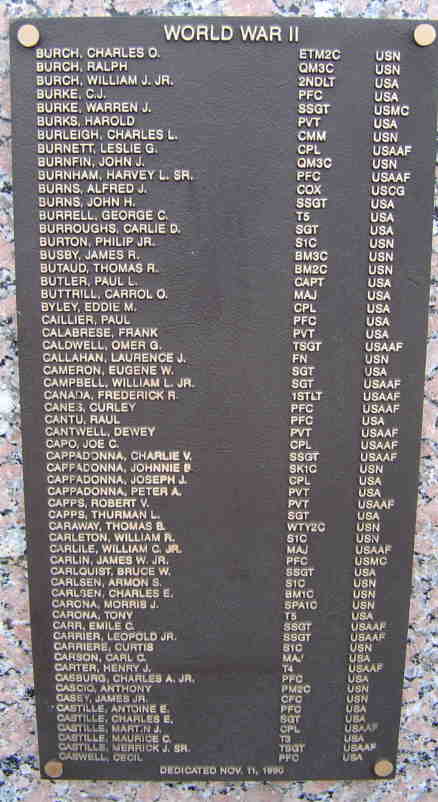 WORLD WAR II
BURCH, CHARLES O. ETM2C USN
BURCH, RALPH QM3C USN
BURCH, WILLIAM J. JR. 2NDLT USA
BURKE, C.J. PFC USA
BURKE, WARREN J. SSGT USMC
BURKS, HAROLD PVT USA
BURLEIGH, CHARLES L. CMM USN
BURNETT, LESLIE G. CPL USAAF
BURNFIN, JOHN J. QM3C USN
BURNHAM, HARVEY L. SR. PFC USAAF
BURNS, ALFRED J. COX USCG
BURNS, JOHN H. SSGT USA
BURRELL, GEORGE C. T5 USA
BURROUGHS, CARLIE D. SGT USA
BURTON, PHILIP JR. S1C USN
BUSBY, JAMES R. BM3C USN
BUTAUD, THOMAS R. BM2C USN
BUTLER, PAUL L. CAPT USA
BUTTRILL, CARROL O. MAJ USA
BYLEY, EDDIE M. CPL USA
CAILLIER, PAUL PFC USA
CALABRESE, FRANK PVT USA
CALDWELL, OMER G. TSGT USAAF
CALLAHAN, LAURENCE J. FN USN
CAMERON, EUGENE W. SGT USA
CAMPBELL, WILLIAM L. JR. SGT USAAF
CANADA, FREDERICK R. 1STLT USAAF
CANES, CURLEY PFC USAAF
CANTU, RAUL PFC USA
CANTWELL, DEWEY PVT USAAF
CAPO, JOE C. CPL USAAF
CAPPADONNA, CHARLIE V. SSGT USAAF
CAPPADONNA, JOHNNIE B. SK1C USN
CAPPADONNA, JOSEPH J. CPL USA
CAPPADONNA, PETER A. PVT USA
CAPPS, ROBERT V. PVT USAAF
CAPPS, THURMAN L. SGT USA
CARAWAY, THOMAS B. WTY2C USN
CARLETON, WILLIAM R. S1C USN
CARLILE, WILLIAM C. JR. MAJ USAAF
CARLIN, JAMES W. JR. PFC USMC
CARLQUIST, BRUCE W. SSGT USA
CARLSEN, ARMON S. S1C USN
CARLSEN, CHARLES E. BM1C USN
CARONA, MORRIS J. SPA1C USN
CARONA, TONY T5 USA
CARR, EMILE C. SSGT USAAF
CARRIER, LEOPOLD JR. SSGT USAAF
CARRIERE, CURTIS S1C USN
CARSON, CARL C. MAJ USA
CARTER, HENRY J. T4 USAAF
CASBURG, CHARLES A. JR. PFC USA
CASCIO, ANTHONY PM2C USN
CASEY, JAMES JR. CFC USN
CASTILLE, ANTOINE E. PFC USA
CASTILLE, CHARLES E. SGT USA
CASTILLE, MARTIN J. CPL USAAF
CASTILLE, MAURICE C. T3 USA
CASTILLE, MERRICK J. SR. TSGT USAAF
CASWELL, CECIL PFC USA
DEDICATED NOV. 11, 1990